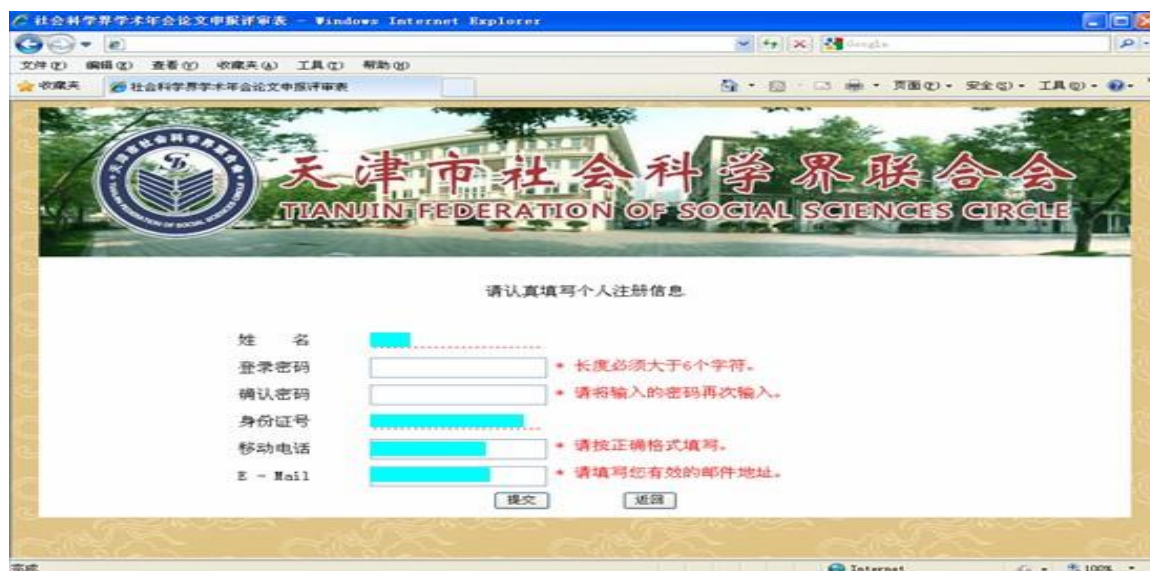 社会科学界学术年会论文申报评审表 - Windows Internet Explorer
Google
文件(F) 编辑(E) 查看(V) 收藏夹(A) 工具(T) 帮助(H)
收藏夹 社会科学界学术年会论文申报评审表 页面(P) 安全(S) 工具(O)
天津市社会科学界联合会
TIANJIN FEDERATION OF SOCIAL SCIENCES CIRCLE
请认真填写个人注册信息
姓 名
登录密码 * 长度必须大于6个字符。
确认密码 * 请将输入的密码再次输入。
身份证号
移动电话 * 请按正确格式填写。
E - Mail * 请填写您有效的邮件地址。
提交 返回
完成 Internet 100%